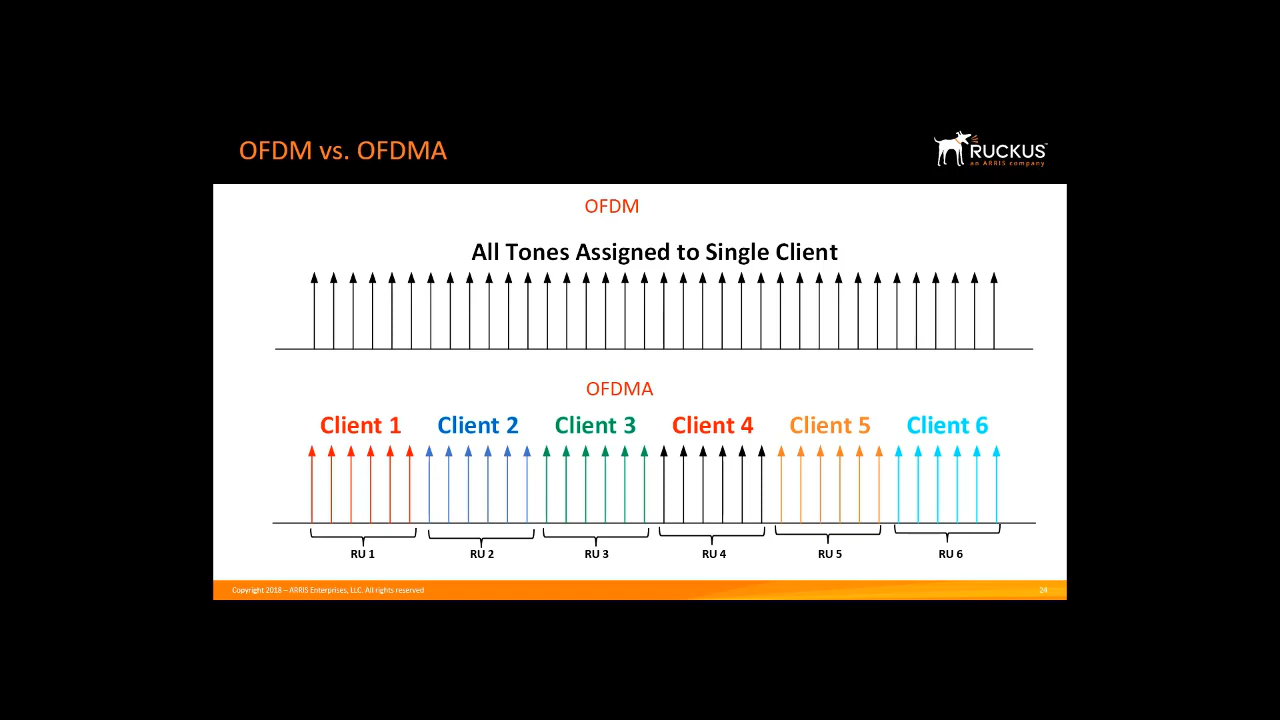 OFDM vs. OFDMA
RUCKUS™
an ARRIS company
OFDM
All Tones Assigned to Single Client
OFDMA
Client 1 Client 2 Client 3 Client 4 Client 5 Client 6
RU 1 RU 2 RU 3 RU 4 RU 5 RU 6
Copyright 2018 – ARRIS Enterprises, LLC. All rights reserved
24